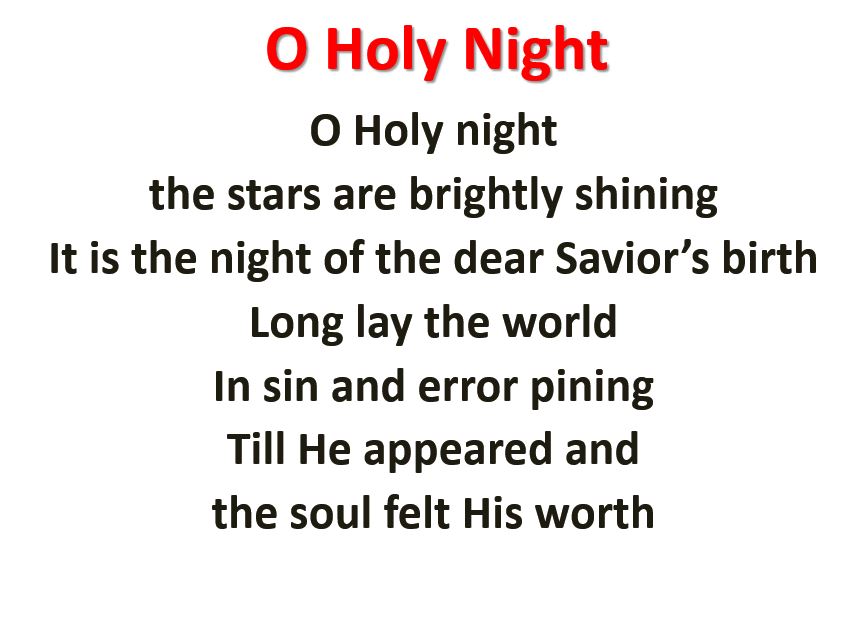 O Holy Night
O Holy night
the stars are brightly shining
It is the night of the dear Savior’s birth
Long lay the world
In sin and error pining
Till He appeared and
the soul felt His worth